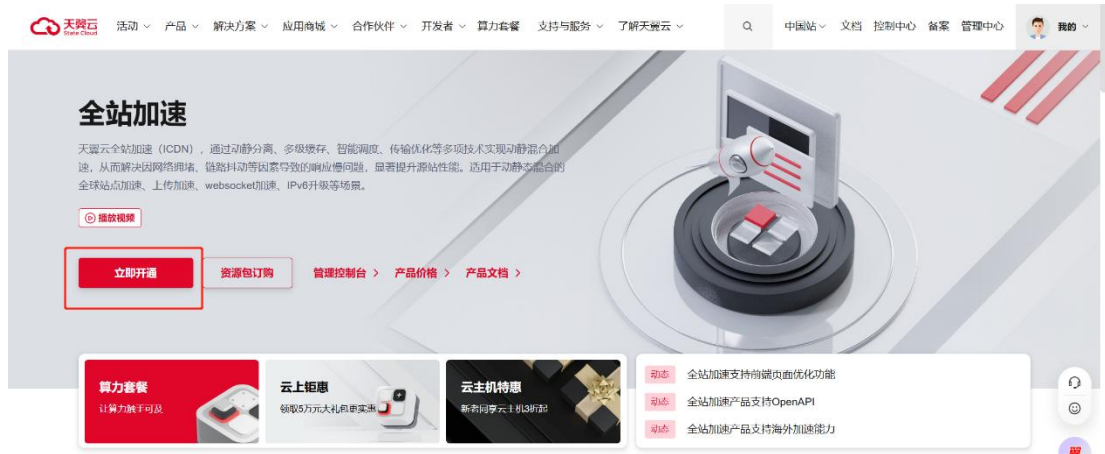 天翼云
State Cloud
活动 产品 解决方案 应用商城 合作伙伴 开发者 算力套餐 支持与服务 了解天翼云 中国站 文档 控制中心 备案 管理中心 我的
全站加速
天翼云全站加速（ICDN），通过动静分离、多级缓存、智能调度、传输优化等多项技术实现动静混合加
速，从而解决因网络拥堵、链路抖动等因素导致的响应慢问题，显著提升源站性能。适用于动静态混合的
全球站点加速、上传加速、websocket加速、IPv6升级等场景。
播放视频
立即开通 资源包订购 管理控制台 > 产品价格 > 产品文档 >
算力套餐
让算力触手可及
云上钜惠
领取5万元大礼包更实惠
云主机特惠
新老同享云主机3折起
动态 全站加速支持前端页面优化功能
动态 全站加速产品支持OpenAPI
动态 全站加速产品支持海外加速能力
翼